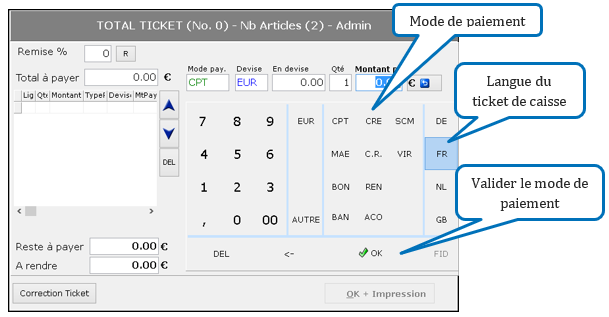 TOTAL TICKET (No. 0) - Nb Articles (2) - Admin
Mode de paiement
Remise % 0 R
Total à payer 0.00 €
Lig Qté Montant TypeP Devis MtPay
DEL
Mode pay. Devise En devise Qté Montant p
CPT EUR 0.00 1 0.0 €
Langue du
ticket de caisse
7 8 9 EUR CPT CRE SCM DE
4 5 6 MAE C.R. VIR FR
1 2 3 BON REN NL
, 0 00 AUTRE BAN ACO GB
Valider le mode de
paiement
DEL <- OK FID
< >
Reste à payer 0.00 €
A rendre 0.00 €
Correction Ticket
OK + Impression